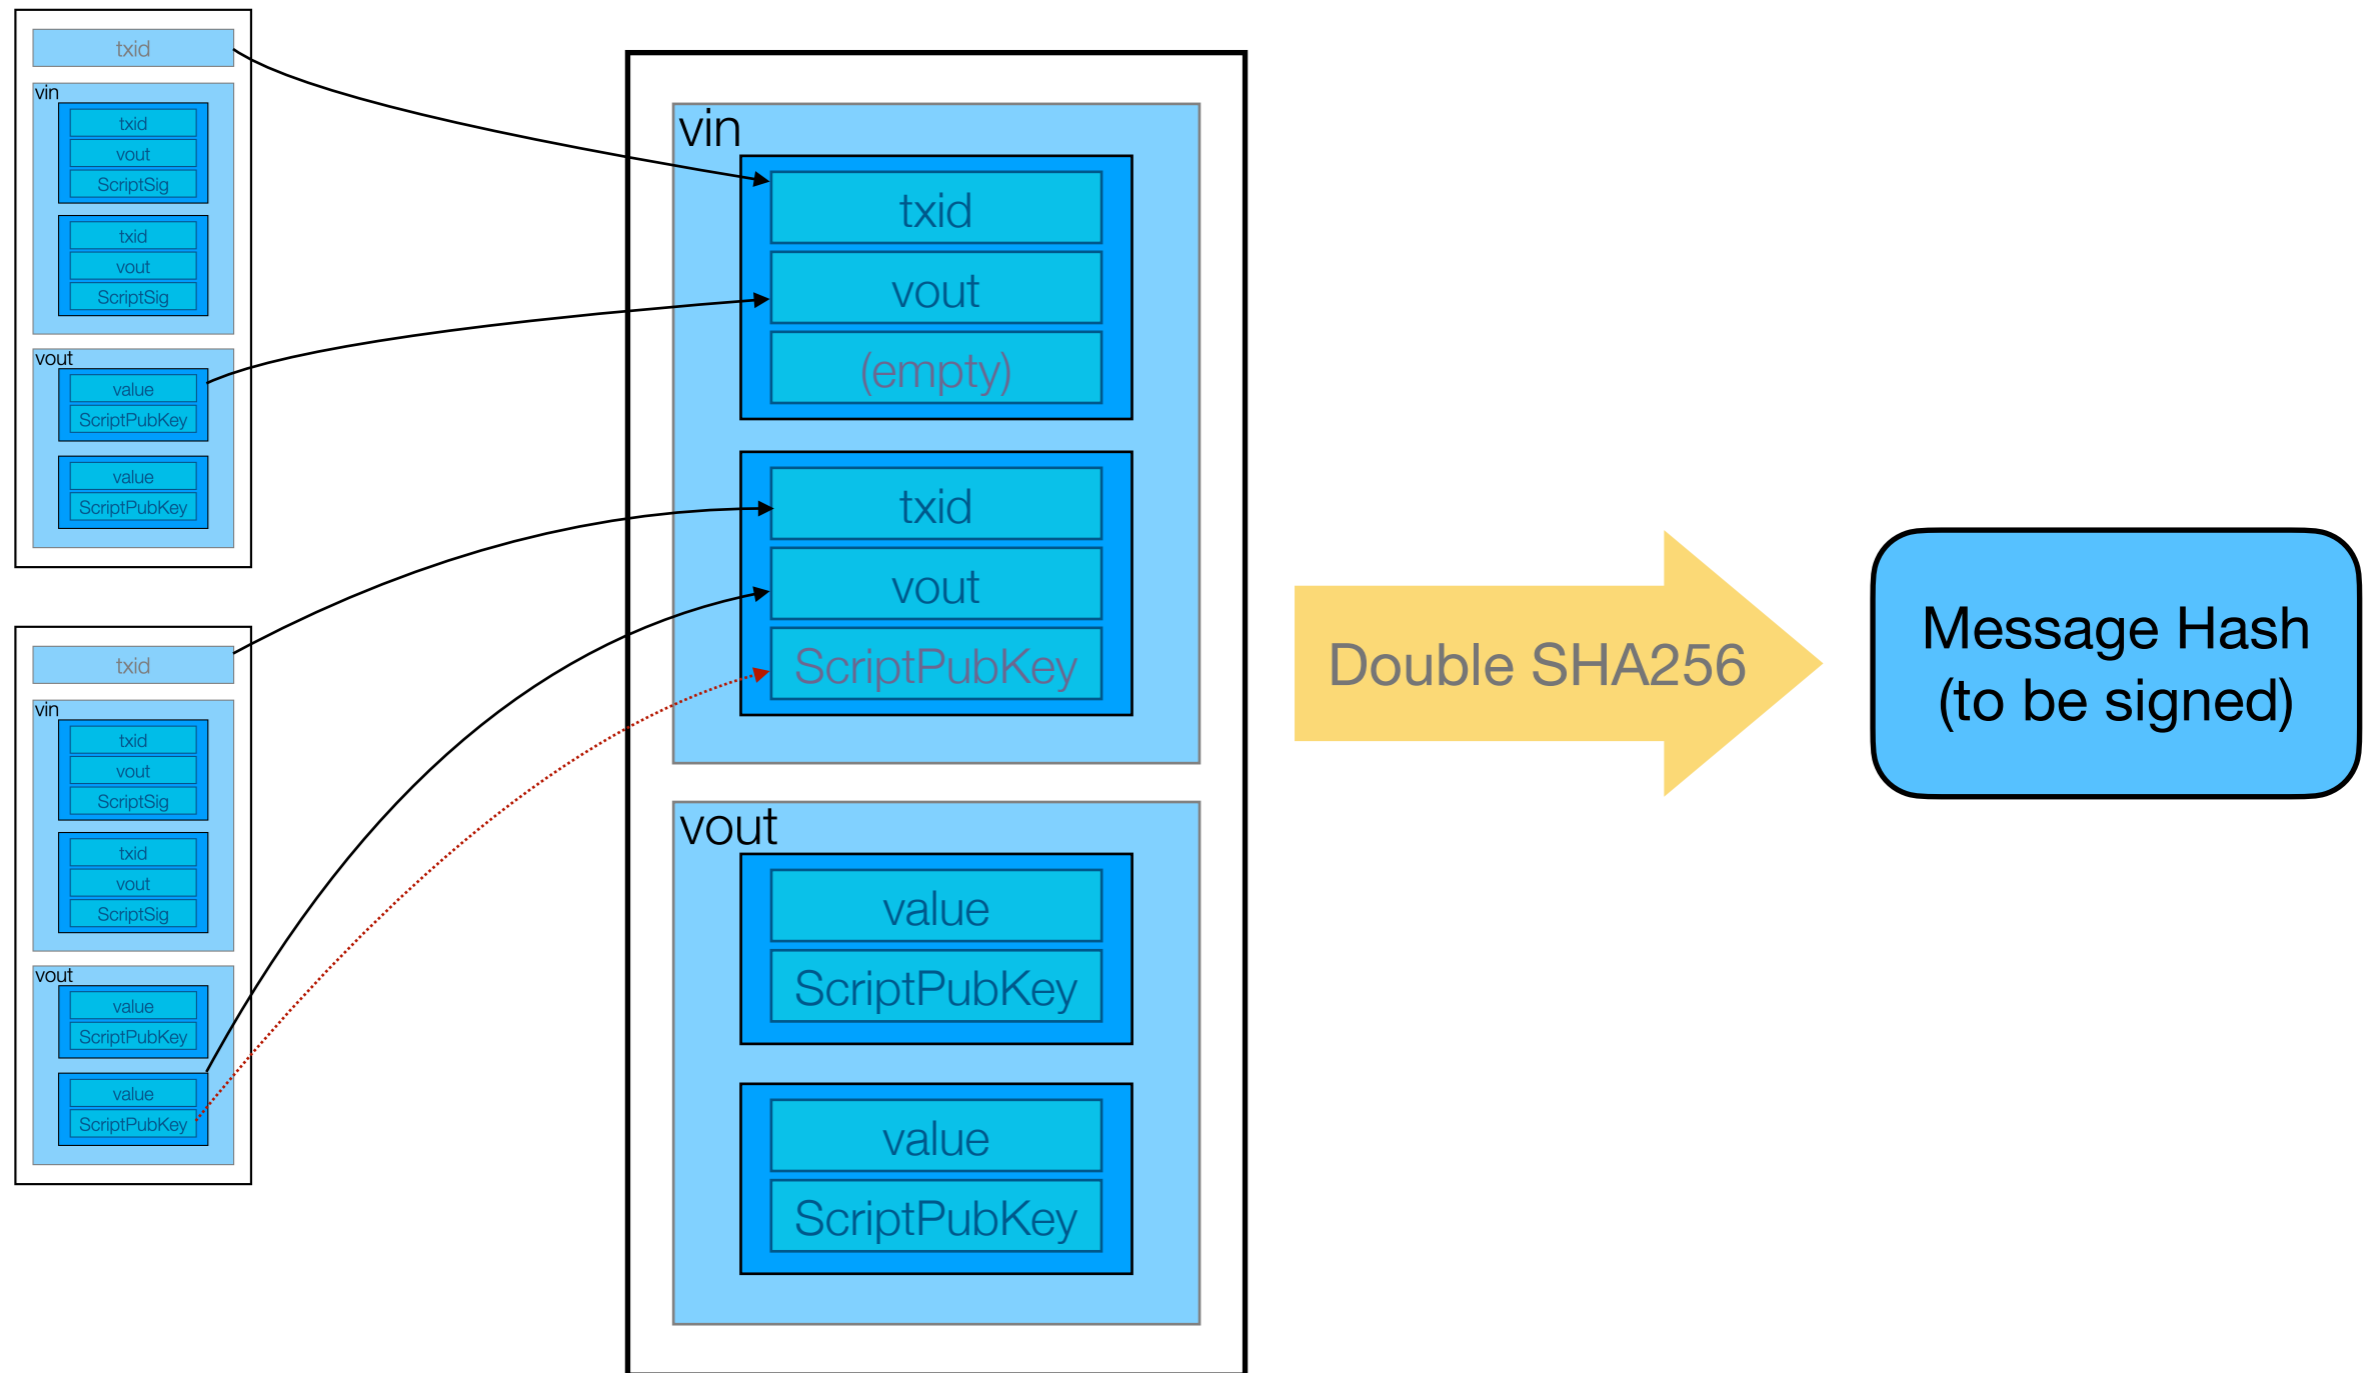 txid
vin
txid
vout
ScriptSig
txid
vout
ScriptSig
vout
value
ScriptPubKey
value
ScriptPubKey
txid
vin
txid
vout
ScriptSig
txid
vout
ScriptSig
vout
value
ScriptPubKey
value
ScriptPubKey
vin
txid
vout
(empty)
txid
vout
ScriptPubKey
vout
value
ScriptPubKey
value
ScriptPubKey
Double SHA256
Message Hash
(to be signed)